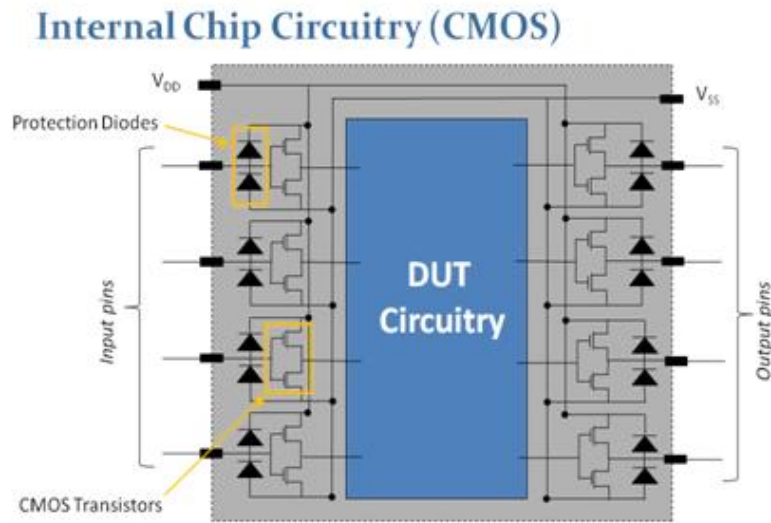 Internal Chip Circuitry (CMOS)
VDD
VSS
Protection Diodes
Input pins
DUT
Circuitry
Output pins
CMOS Transistors